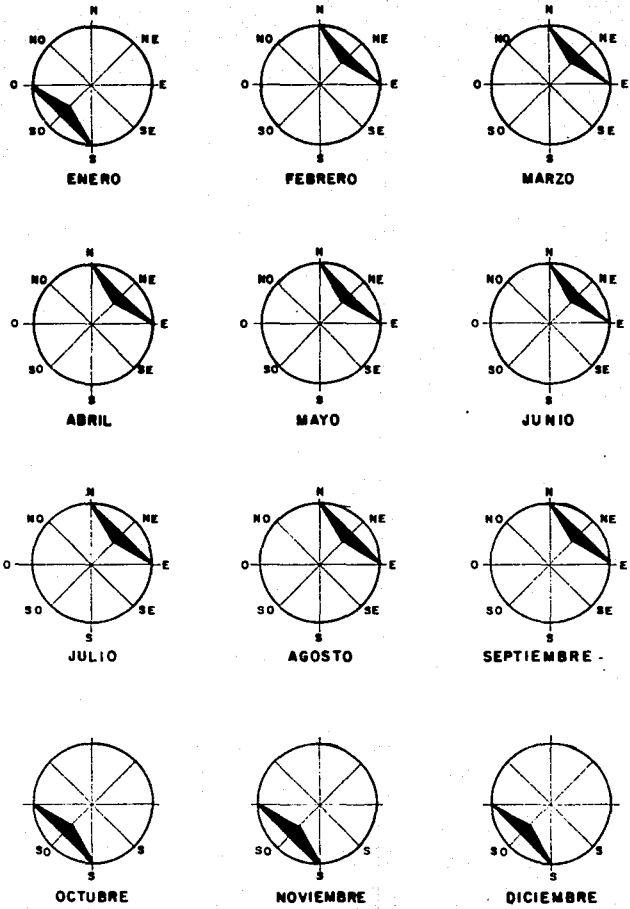 N N N
NO NE NO NE NO NE
O E O E O E
SO SE SO SE SO SE
S S S
ENERO FEBRERO MARZO
N N N
NO NE NO NE NO NE
O E O E O E
SO SE SO SE SO SE
S S S
ABRIL MAYO JUNIO
N N N
NO NE NO NE NO NE
O E O E O E
SO SE SO SE SO SE
S S S
JULIO AGOSTO SEPTIEMBRE -
SO S SO S SO S
S S S
OCTUBRE NOVIEMBRE DICIEMBRE